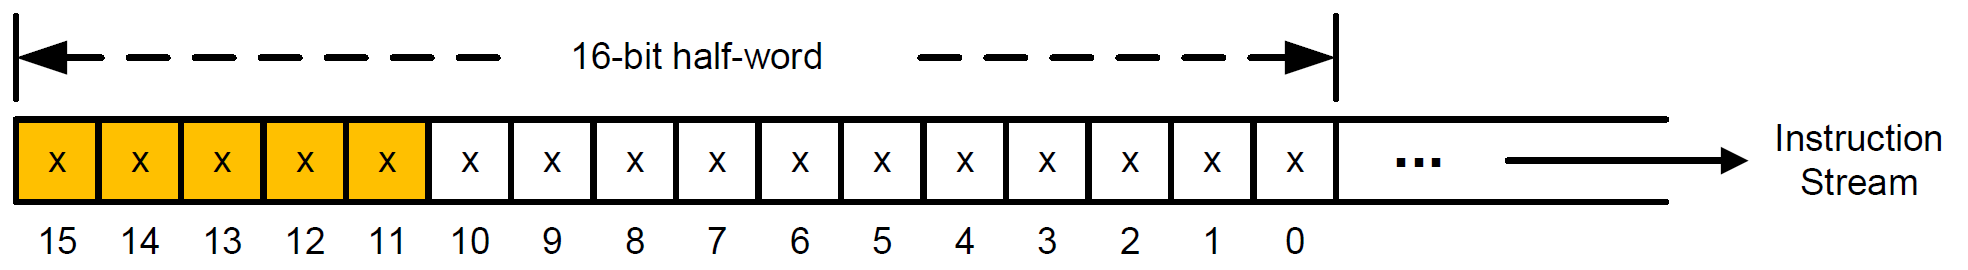 16-bit half-word
x x x x x x x x x x x x x x x x ...
Instruction
Stream
15 14 13 12 11 10 9 8 7 6 5 4 3 2 1 0